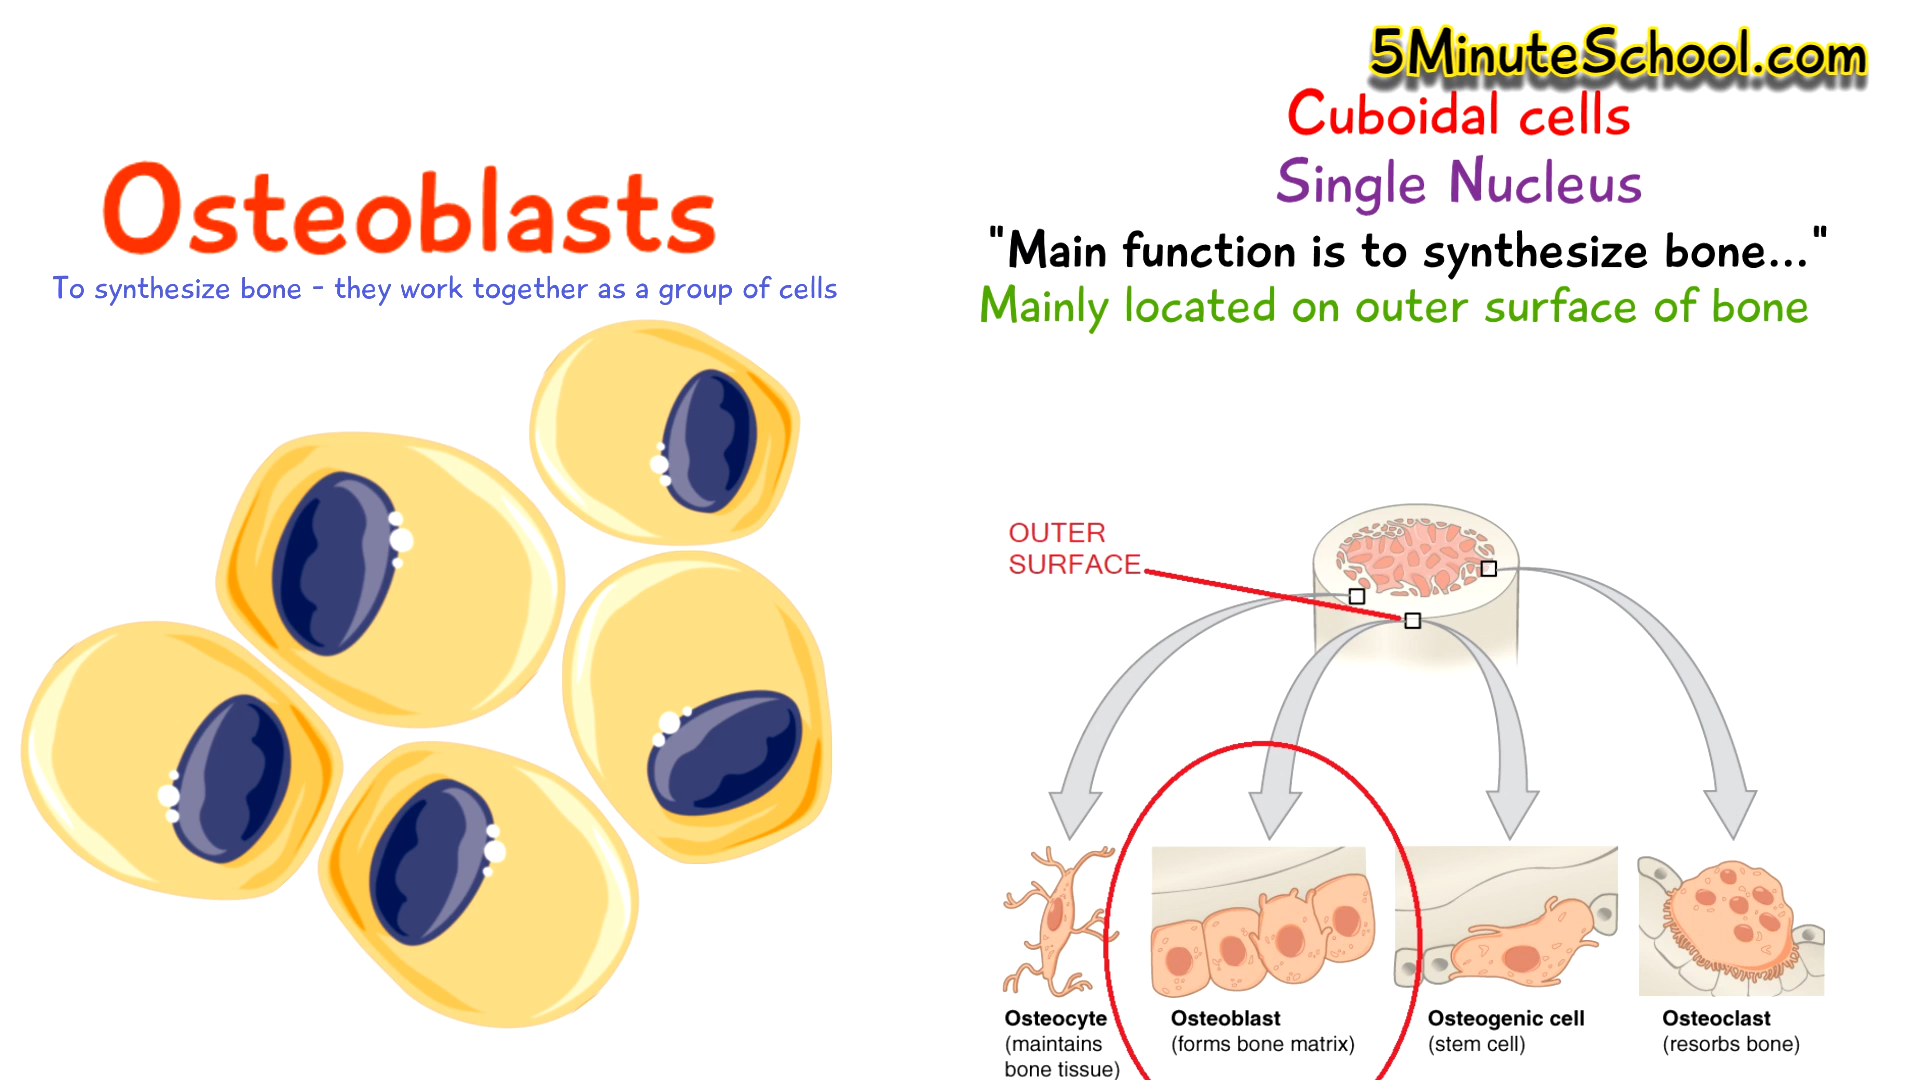 5MinuteSchool.com
Osteoblasts
To synthesize bone - they work together as a group of cells
Cuboidal cells
Single Nucleus
"Main function is to synthesize bone..."
Mainly located on outer surface of bone
OUTER
SURFACE
Osteocyte
(maintains
bone tissue)
Osteoblast
(forms bone matrix)
Osteogenic cell
(stem cell)
Osteoclast
(resorbs bone)